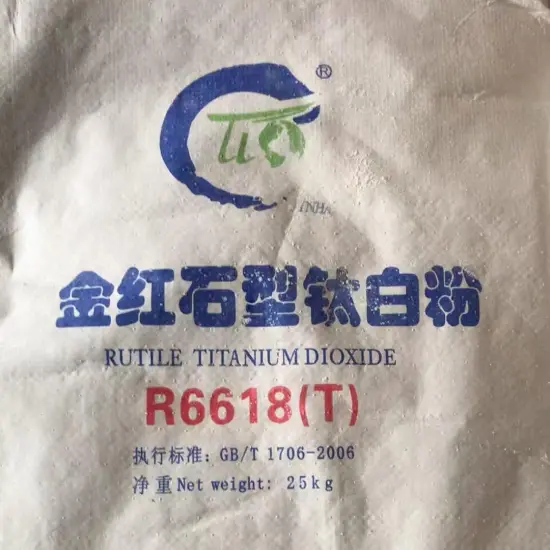 ®
金红石型钛白粉
RUTILE TITANIUM DIOXIDE
R6618(T)
执行标准: GB/T 1706-2006
净重Net weight: 25kg